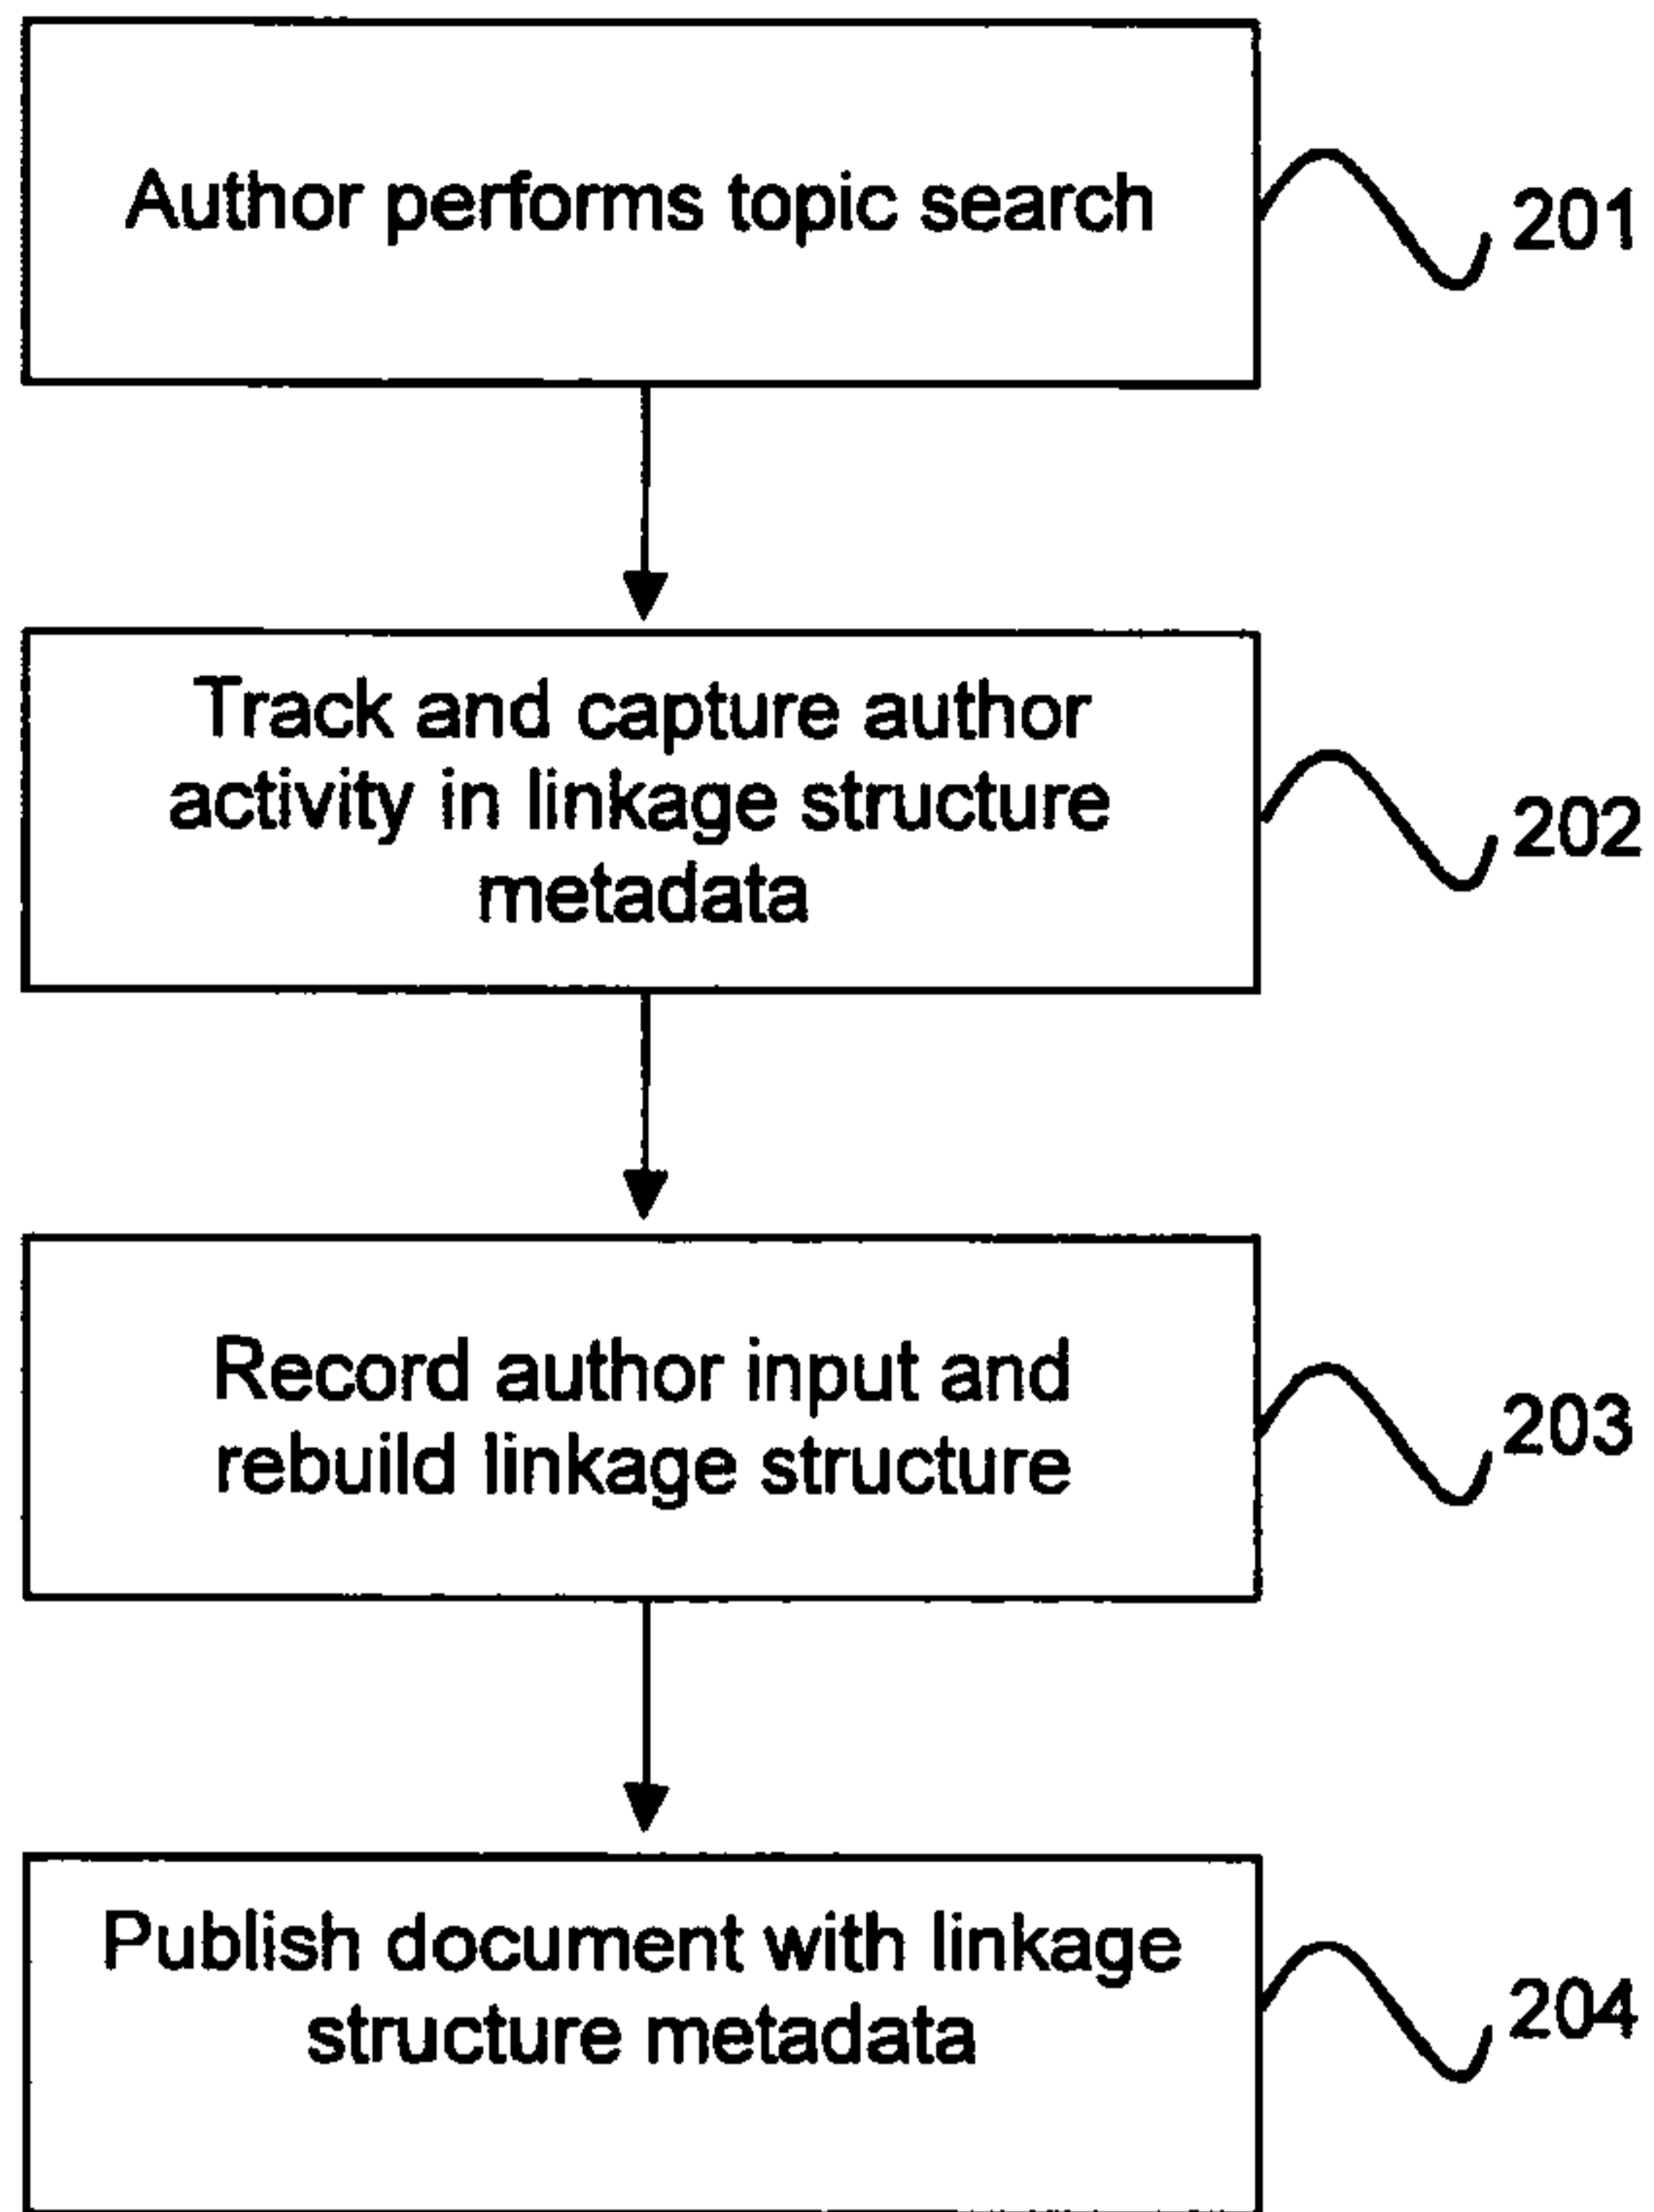 Author performs topic search
201
Track and capture author
activity in linkage structure
metadata
202
Record author input and
rebuild linkage structure
203
Publish document with linkage
structure metadata
204